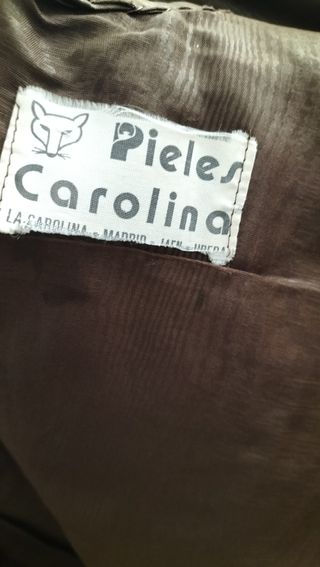 Pieles
Carolina
LA-CAROLINA - MADRID - JAEN - UBEDA